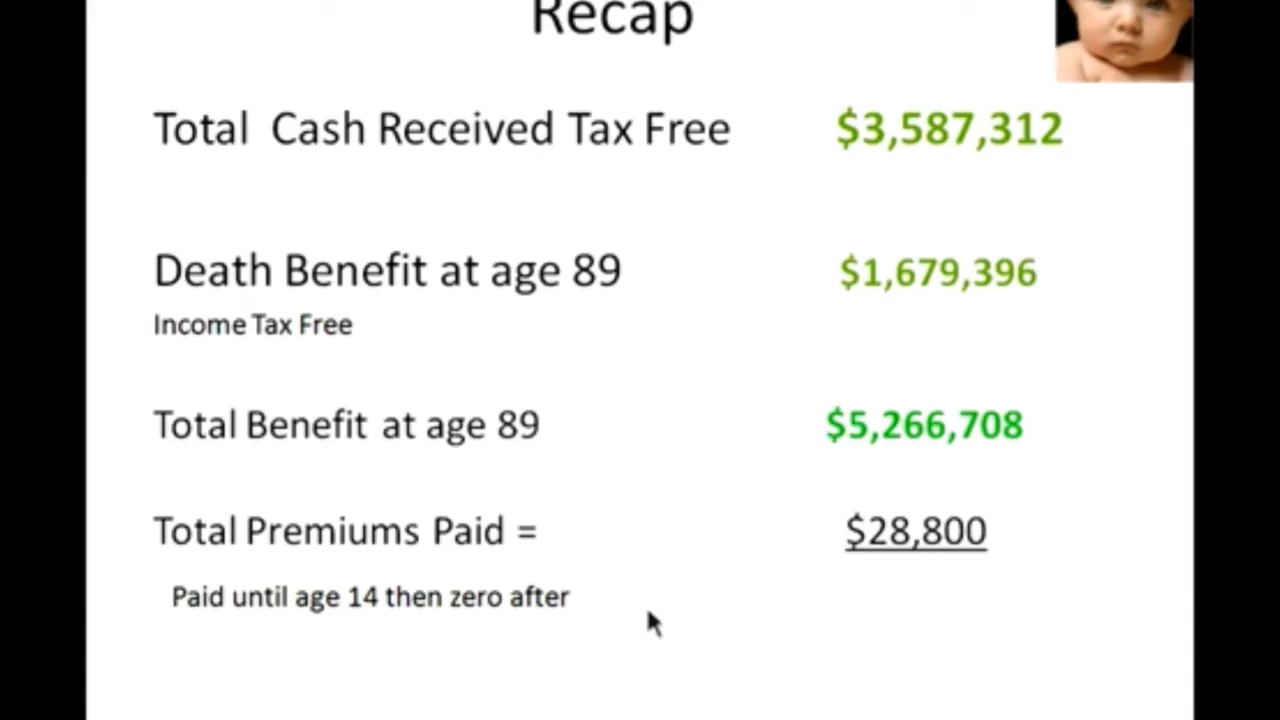 Recap
Total Cash Received Tax Free $3,587,312
Death Benefit at age 89 $1,679,396
Income Tax Free
Total Benefit at age 89 $5,266,708
Total Premiums Paid = $28,800
Paid until age 14 then zero after